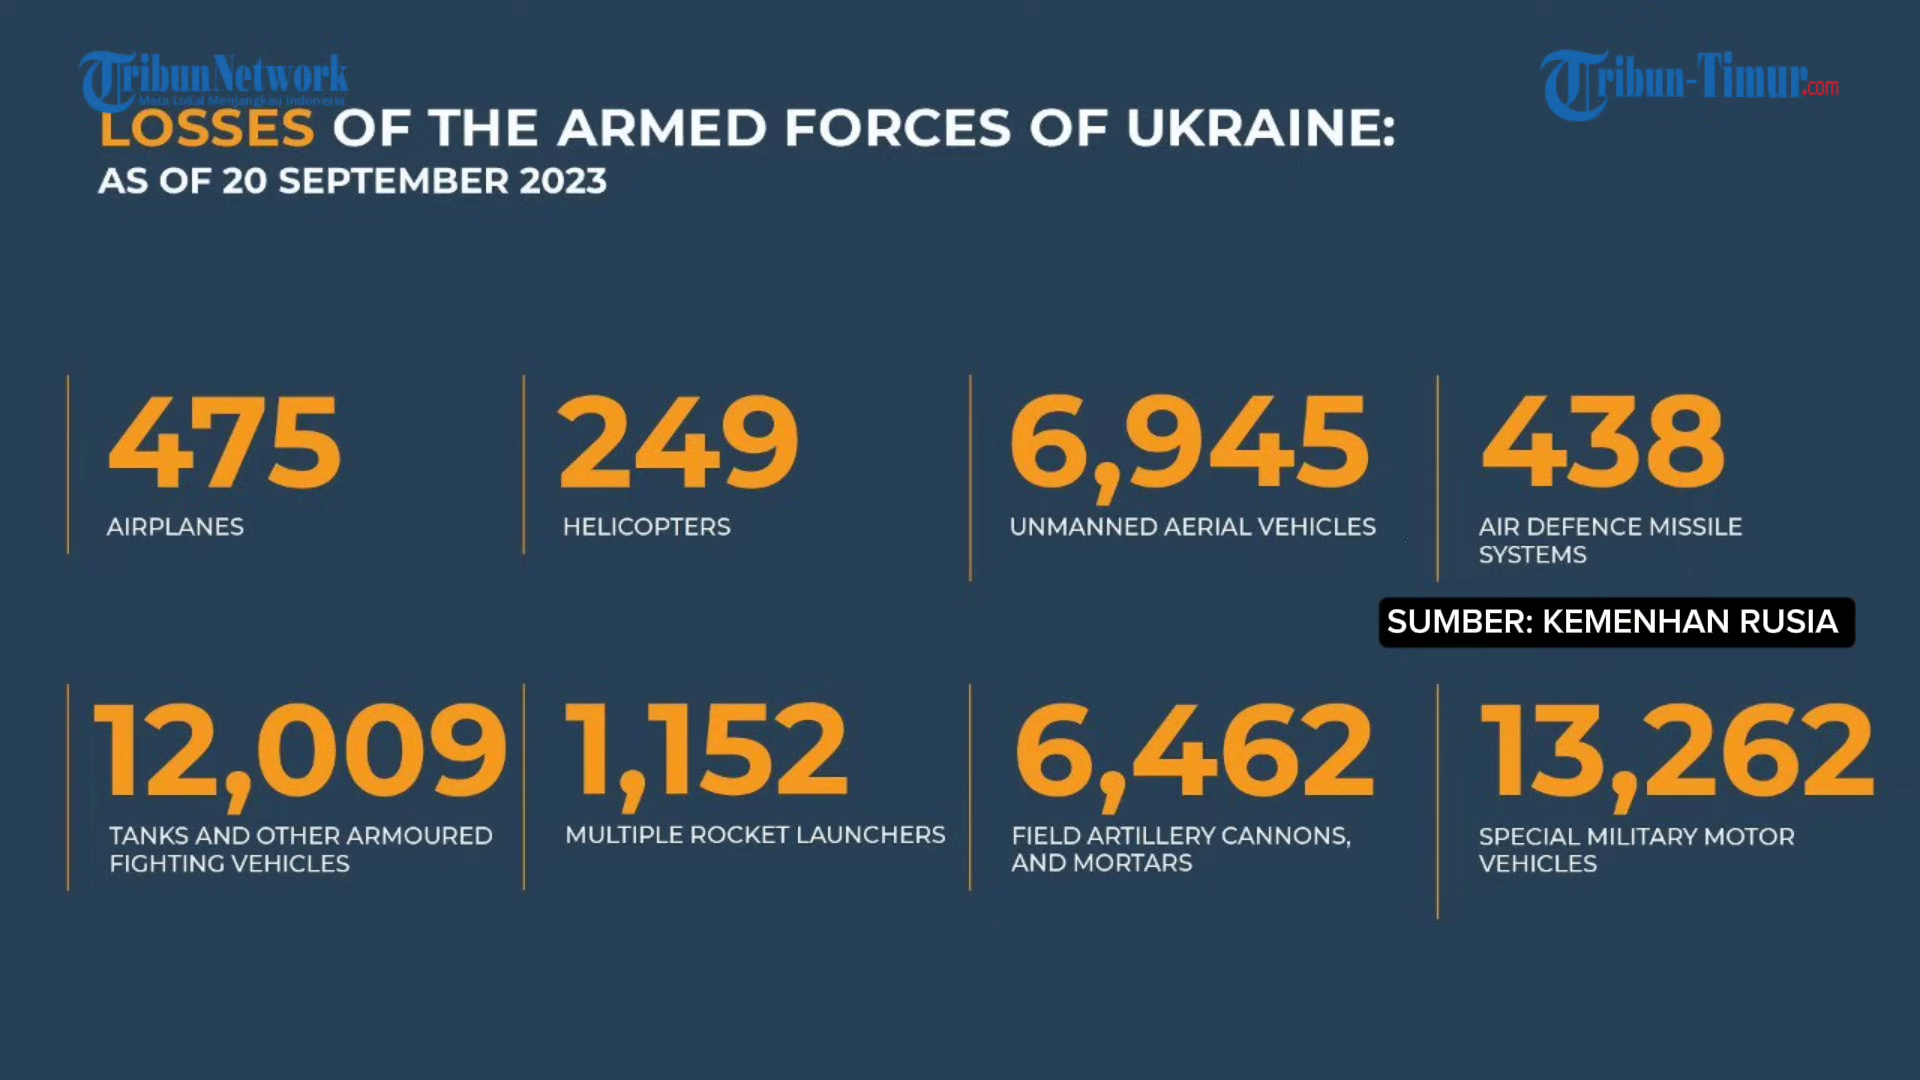 Tribun Network
Mata Lokal Menjangkau Indonesia
Tribun-Timur.com
LOSSES OF THE ARMED FORCES OF UKRAINE:
AS OF 20 SEPTEMBER 2023
475
AIRPLANES
249
HELICOPTERS
6,945
UNMANNED AERIAL VEHICLES
438
AIR DEFENCE MISSILE
SYSTEMS
SUMBER: KEMENHAN RUSIA
12,009
TANKS AND OTHER ARMOURED
FIGHTING VEHICLES
1,152
MULTIPLE ROCKET LAUNCHERS
6,462
FIELD ARTILLERY CANNONS,
AND MORTARS
13,262
SPECIAL MILITARY MOTOR
VEHICLES